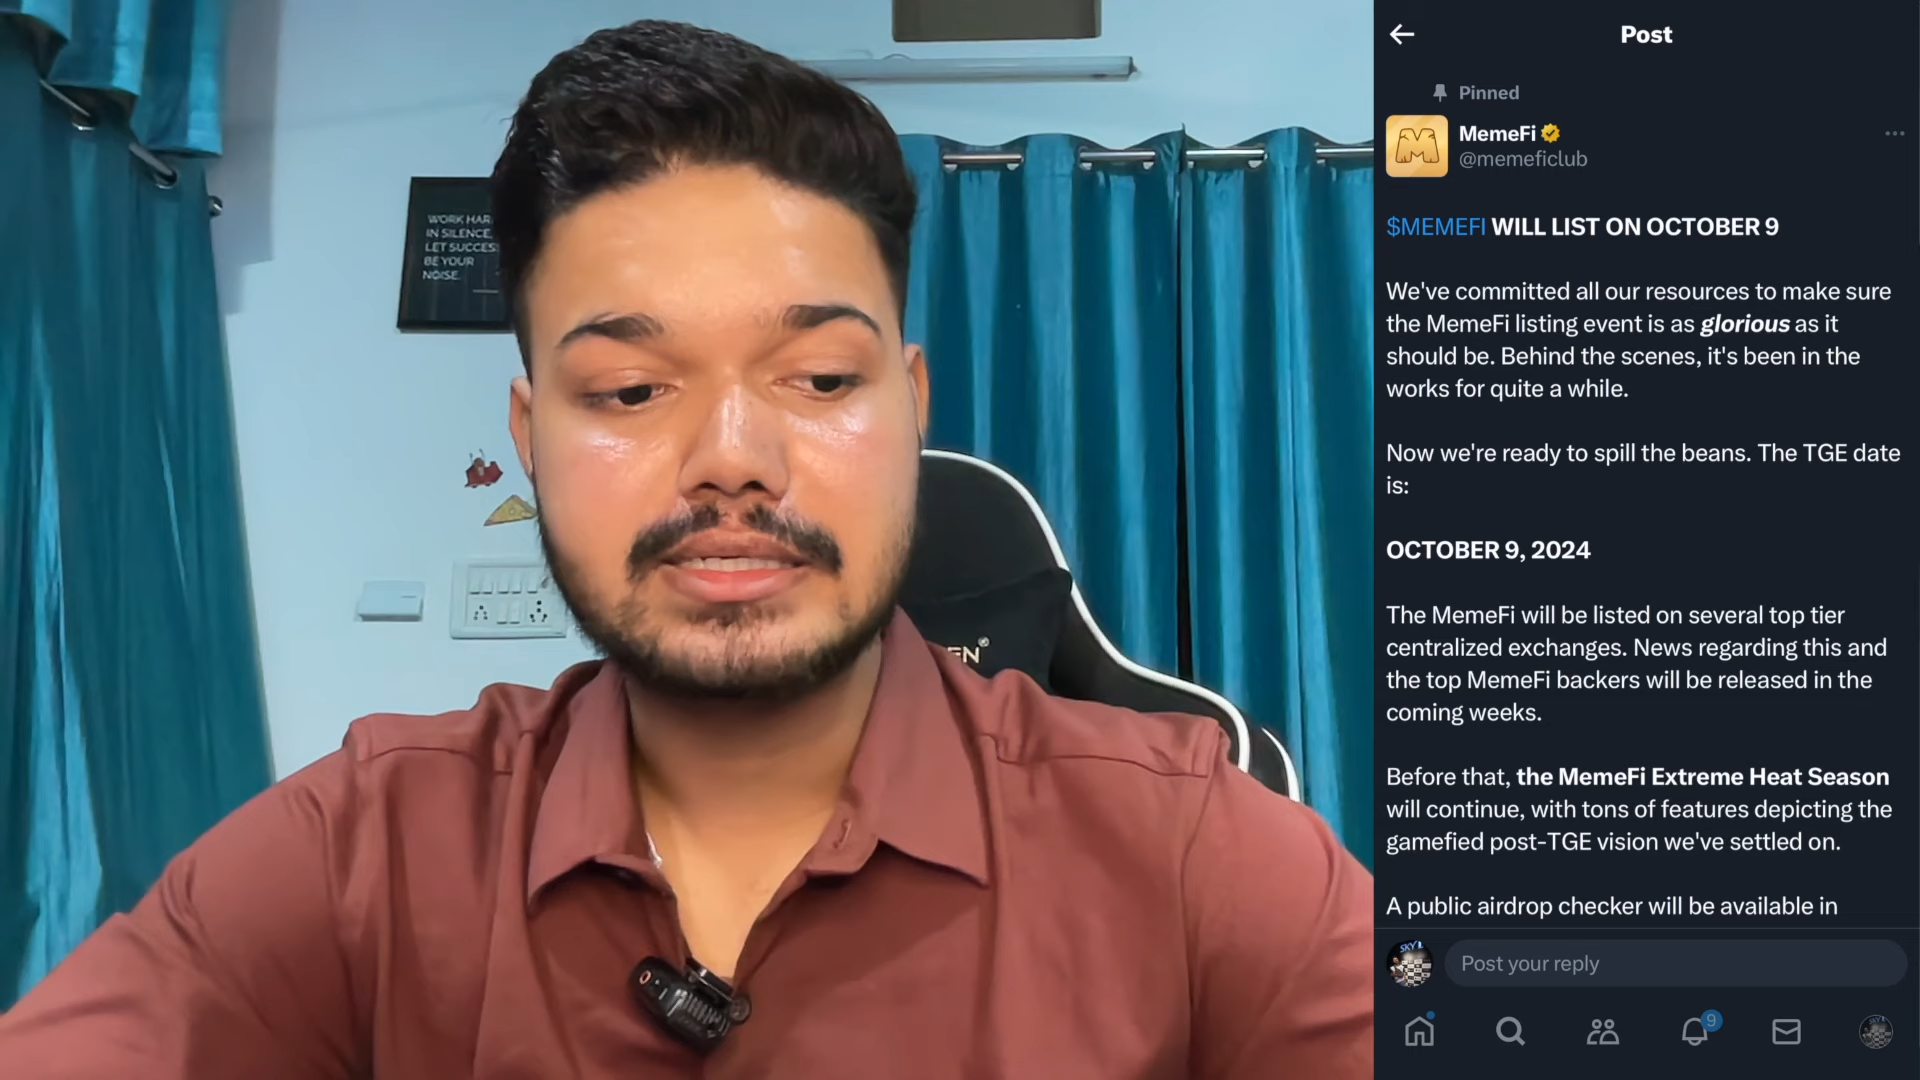 WORK HAR
IN SILENCE,
LET SUCCES
BE YOUR
NOISE.
EN®
Post
Pinned
MemeFi
@memeficlub
$MEMEFI WILL LIST ON OCTOBER 9
We've committed all our resources to make sure
the MemeFi listing event is as glorious as it
should be. Behind the scenes, it's been in the
works for quite a while.
Now we're ready to spill the beans. The TGE date
is:
OCTOBER 9, 2024
The MemeFi will be listed on several top tier
centralized exchanges. News regarding this and
the top MemeFi backers will be released in the
coming weeks.
Before that, the MemeFi Extreme Heat Season
will continue, with tons of features depicting the
gamefied post-TGE vision we've settled on.
A public airdrop checker will be available in
SKY
Post your reply
9